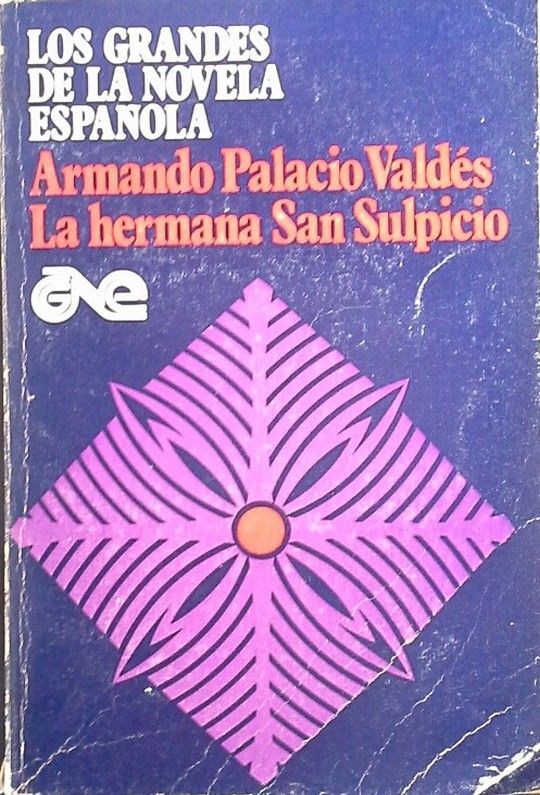 LOS GRANDES
DE LA NOVELA
ESPAÑOLA
Armando Palacio Valdés
La hermana San Sulpicio
GNE